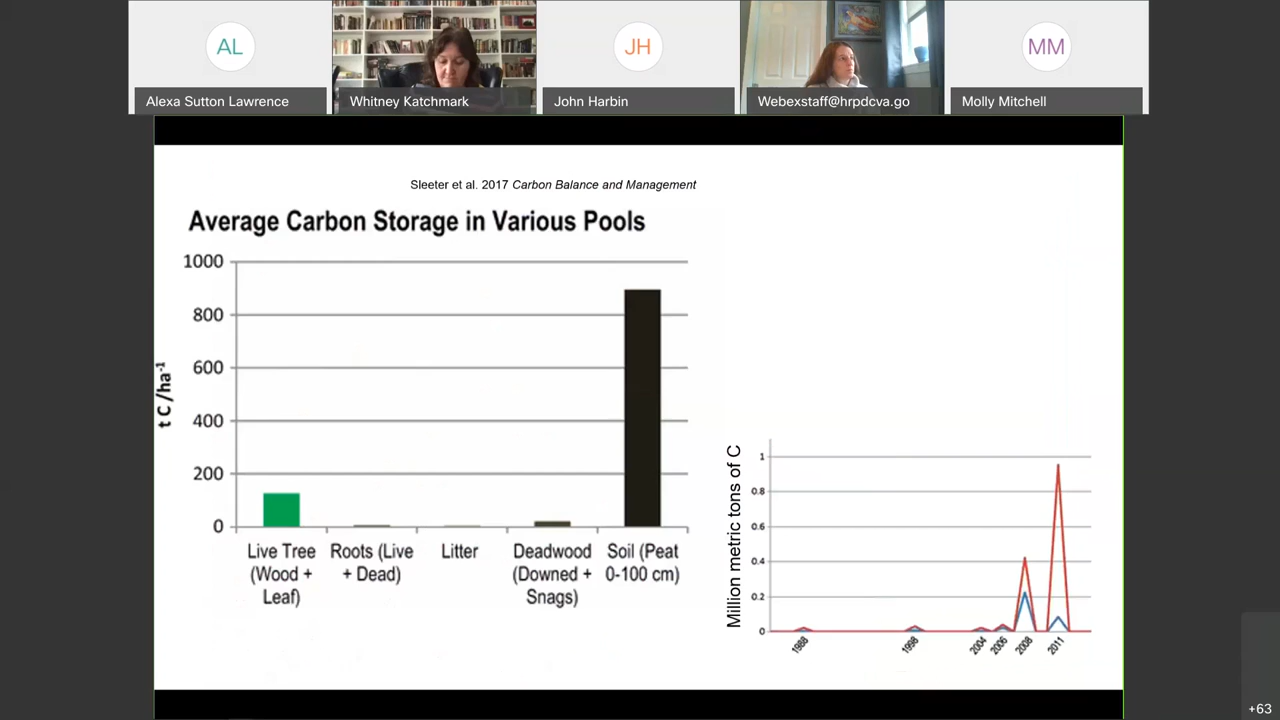 AL
JH
MM
Alexa Sutton Lawrence
Whitney Katchmark
John Harbin
Webexstaff@hrpdcva.go
Molly Mitchell
Sleeter et al. 2017 Carbon Balance and Management
Average Carbon Storage in Various Pools
t C /ha-1
1000
800
600
400
200
0
Live Tree
(Wood +
Leaf)
Roots (Live
+ Dead)
Litter
Deadwood
(Downed +
Snags)
Soil (Peat
0-100 cm)
Million metric tons of C
1
0.8
0.6
0.4
0.2
0
1988
1998
2004
2006
2008
2011
+63